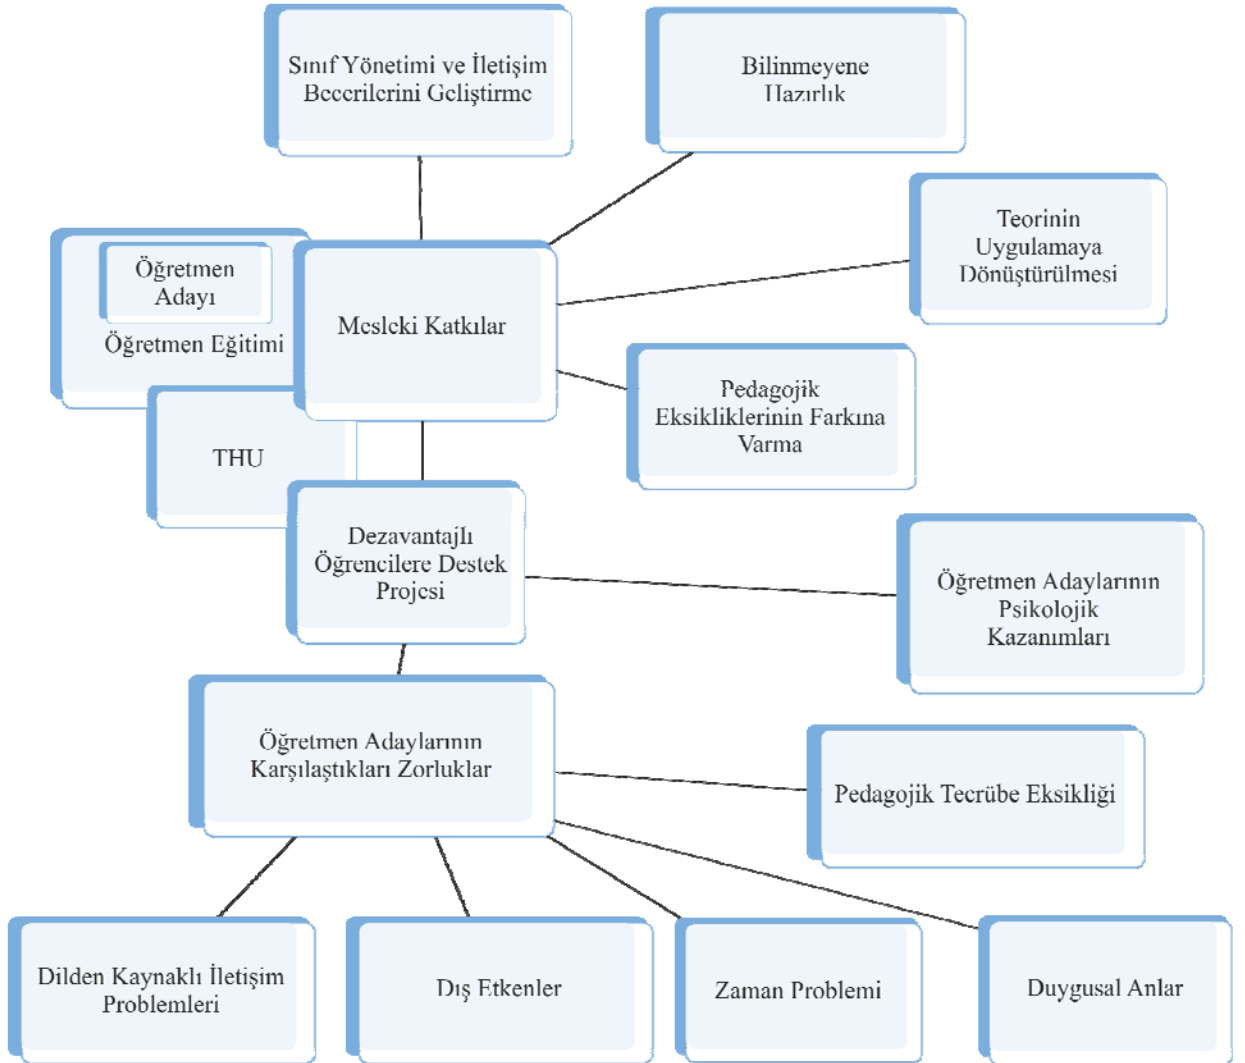 Sınıf Yönetimi ve İletişim
Becerilerini Geliştirme
Bilinmeyene
Hazırlık
Teorinin
Uygulamaya
Dönüştürülmesi
Öğretmen
Adayı
Öğretmen Eğitimi
Mesleki Katkılar
Pedagojik
Eksikliklerinin Farkına
Varma
THU
Dezavantajlı
Öğrencilere Destek
Projesi
Öğretmen Adaylarının
Psikolojik
Kazanımları
Öğretmen Adaylarının
Karşılaştıkları Zorluklar
Pedagojik Tecrübe Eksikliği
Dilden Kaynaklı İletişim
Problemleri
Dış Etkenler
Zaman Problemi
Duygusal Anlar